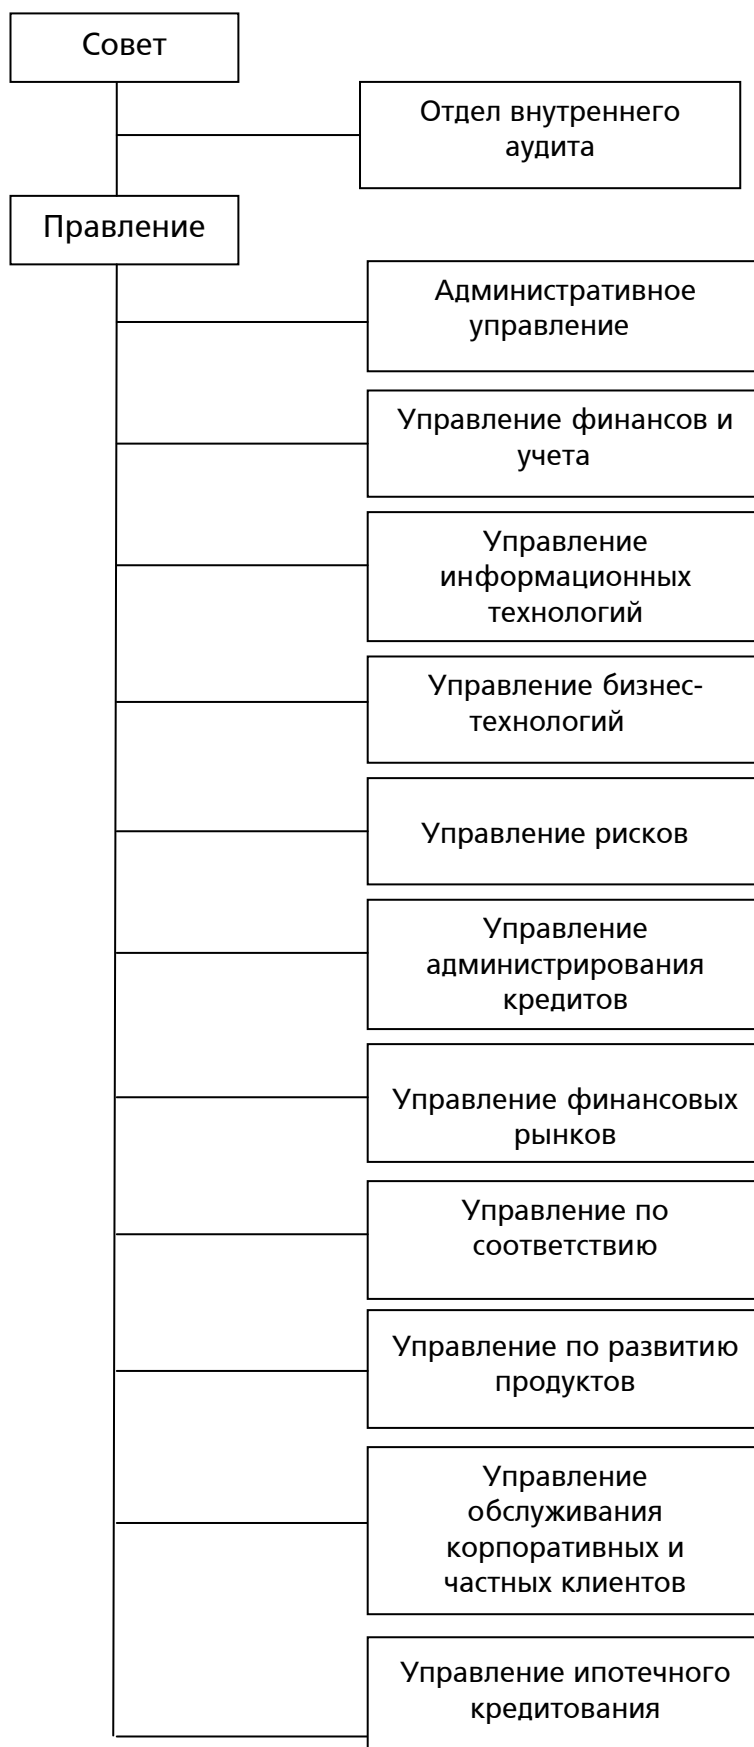 Совет
Отдел внутреннего
аудита
Правление
Административное
управление
Управление финансов и
учета
Управление
информационных
технологий
Управление бизнес-
технологий
Управление рисков
Управление
администрирования
кредитов
Управление финансовых
рынков
Управление по
соответствию
Управление по развитию
продуктов
Управление
обслуживания
корпоративных и
частных клиентов
Управление ипотечного
кредитования